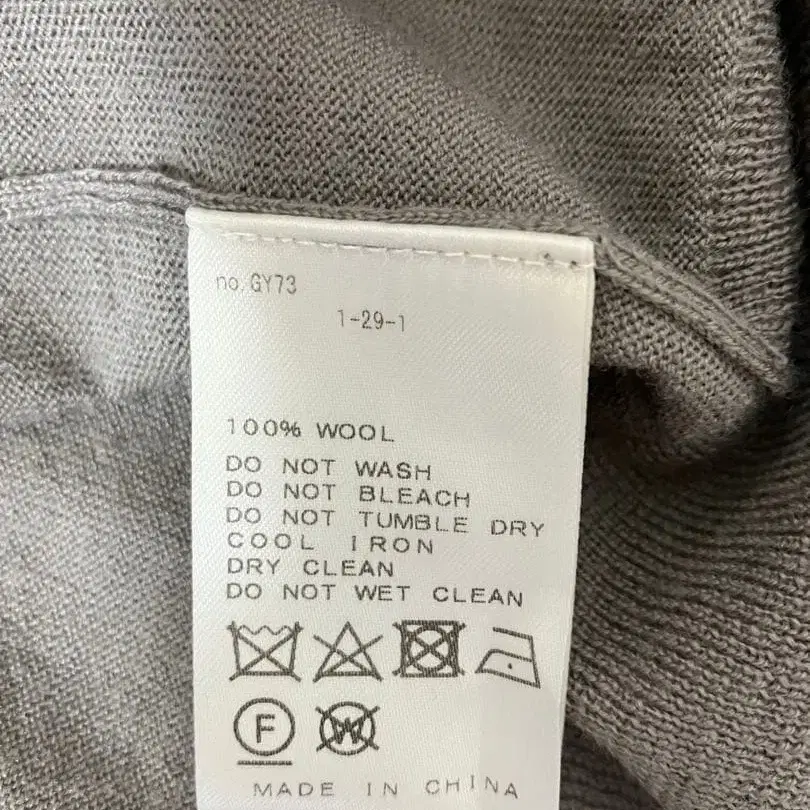 no.GY73
1-29-1
100% WOOL
DO NOT WASH
DO NOT BLEACH
DO NOT TUMBLE DRY
COOL IRON
DRY CLEAN
DO NOT WET CLEAN
F W
MADE IN CHINA